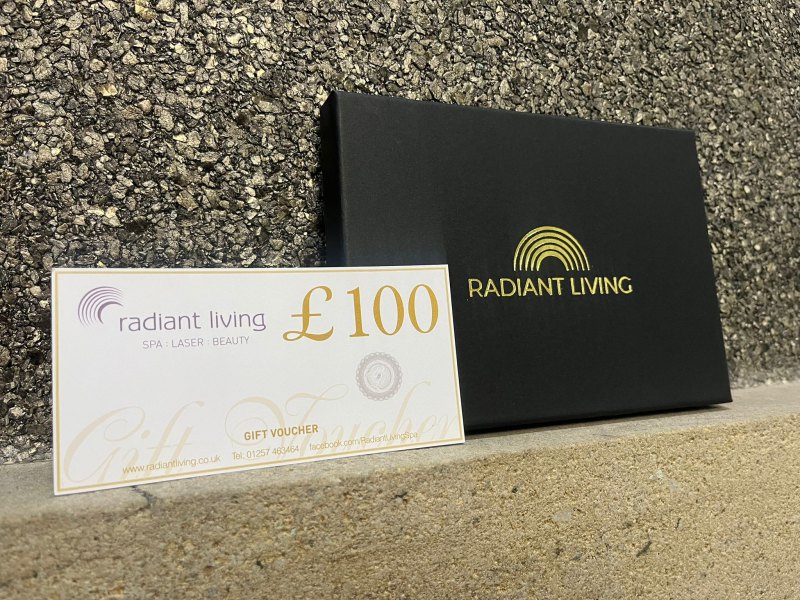 radiant living
SPA : LASER : BEAUTY
£100
Gift Voucher
GIFT VOUCHER
www.radiantliving.co.uk Tel: 01257 463464 facebook.com/RadiantLivingSpa
RADIANT LIVING